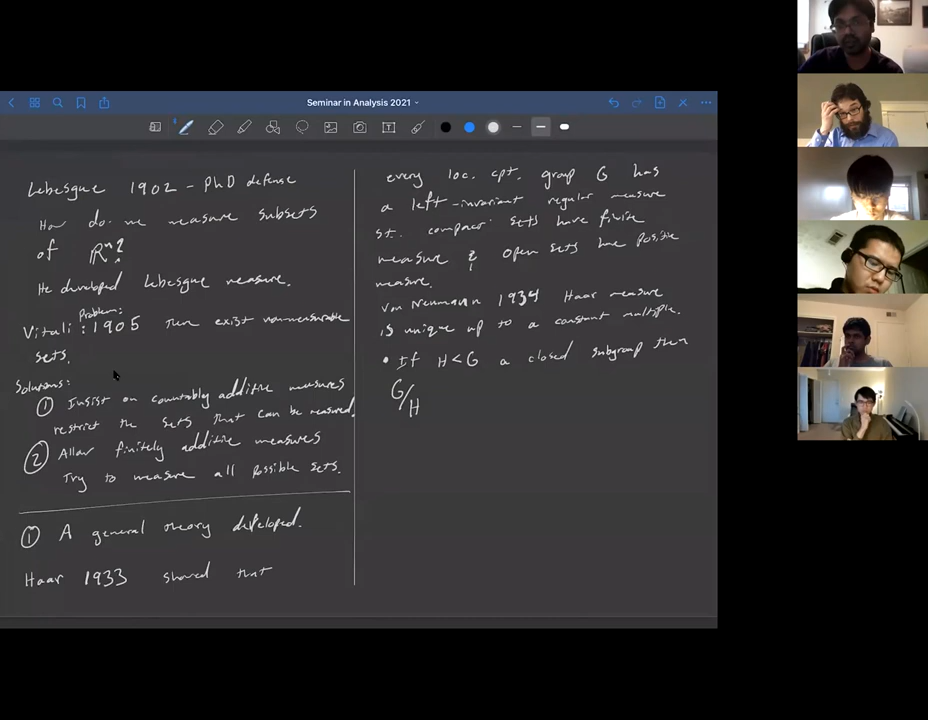 Seminar in Analysis 2021
Lebesgue 1902 - PhD defense
How do we measure subsets
of ℝⁿ?
He developed Lebesgue measure.
Problem:
Vitali: 1905 There exist nonmeasurable
sets.
Solutions:
① Insist on countably additive measures
restrict the sets that can be measured.
② Allow finitely additive measures
Try to measure all possible sets.
① A general theory developed.
Haar 1933 showed that
every loc. cpt. group G has
a left-invariant regular measure
st. compact sets have finite
measure & open sets have positive
measure.
von Neumann 1934 Haar measure
is unique up to a constant multiple.
• If H<G a closed subgroup then
G/H